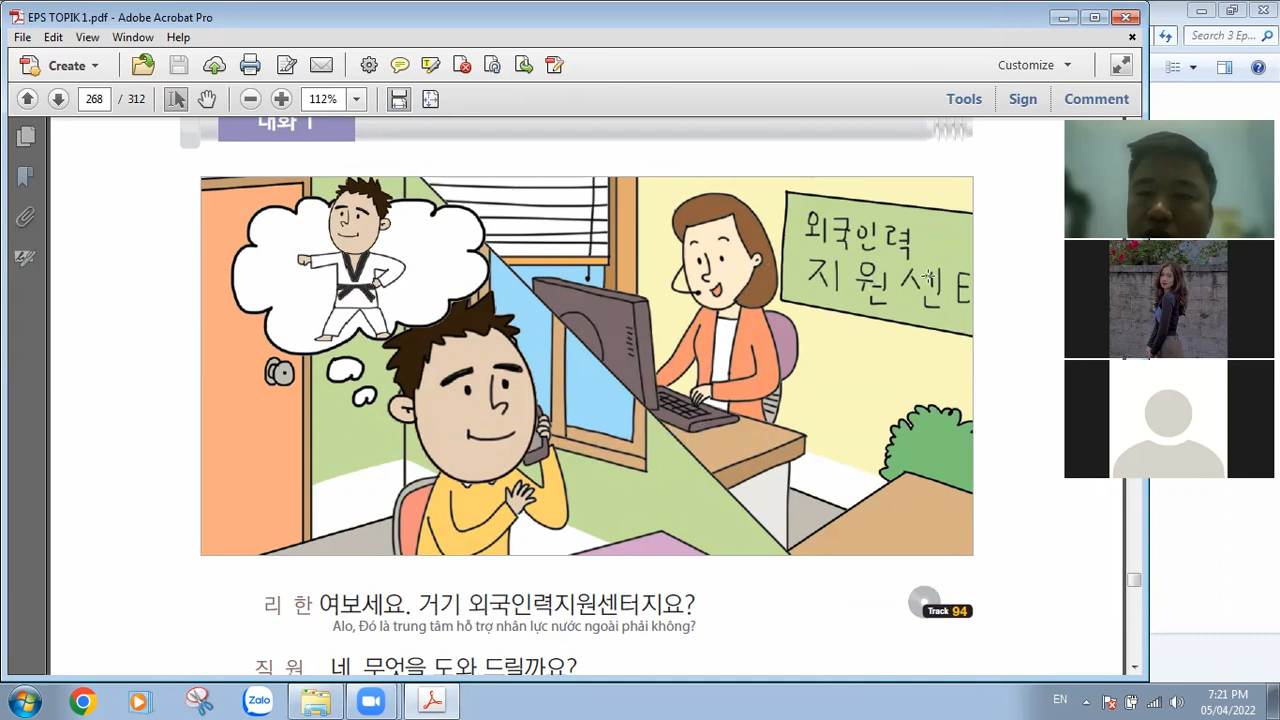 EPS TOPIK 1.pdf - Adobe Acrobat Pro
File Edit View Window Help
Create
Customize
268 / 312
112%
Tools Sign Comment
Search 3 Ep...
대화 1
외국인력
지원센터
리 한 여보세요. 거기 외국인력지원센터지요?
Alo, Đó là trung tâm hỗ trợ nhân lực nước ngoài phải không?
Track 94
직 원 네 무엇을 도와 드릴까요?
Zalo
EN
7:21 PM
05/04/2022